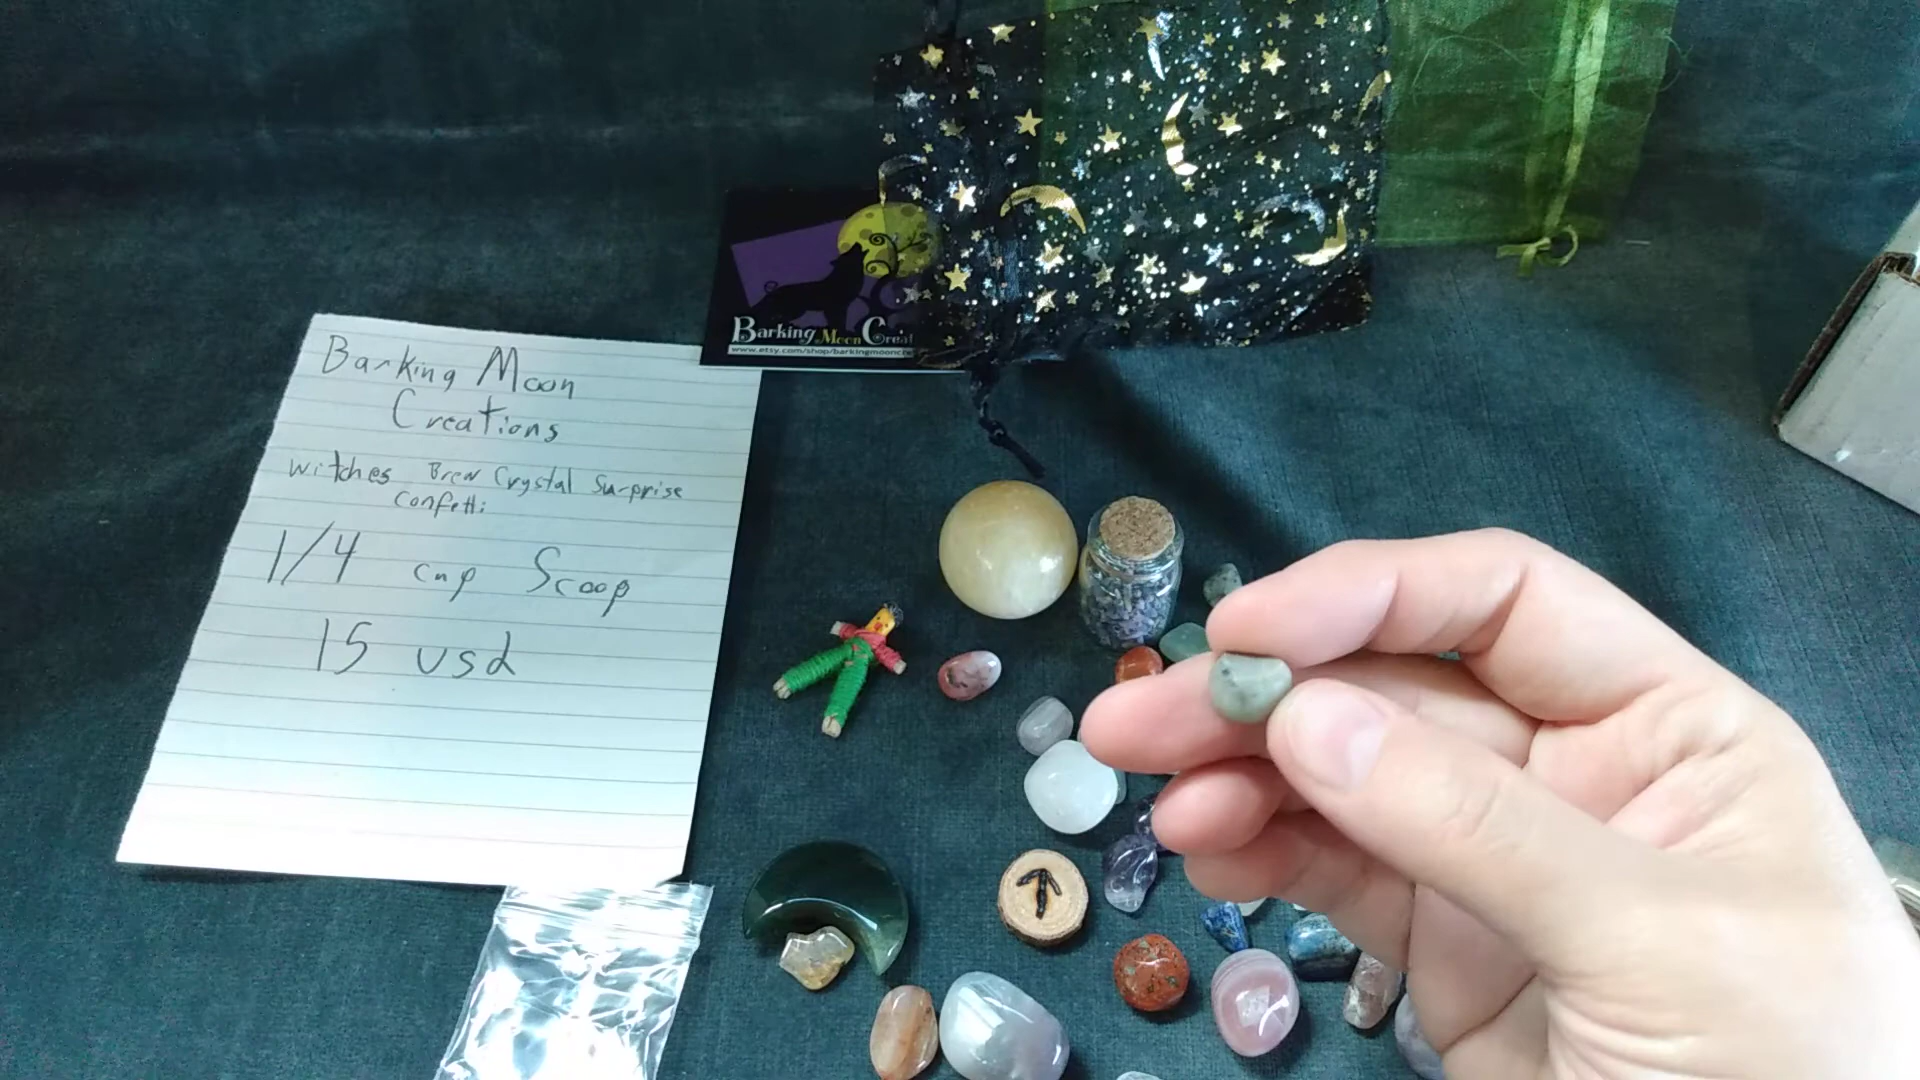 Barking Moon
Creations
Witches Brew Crystal Surprise
Confetti
1/4 cup Scoop
15 usd
Barking Moon Creat
www.etsy.com/shop/barkingmooncre